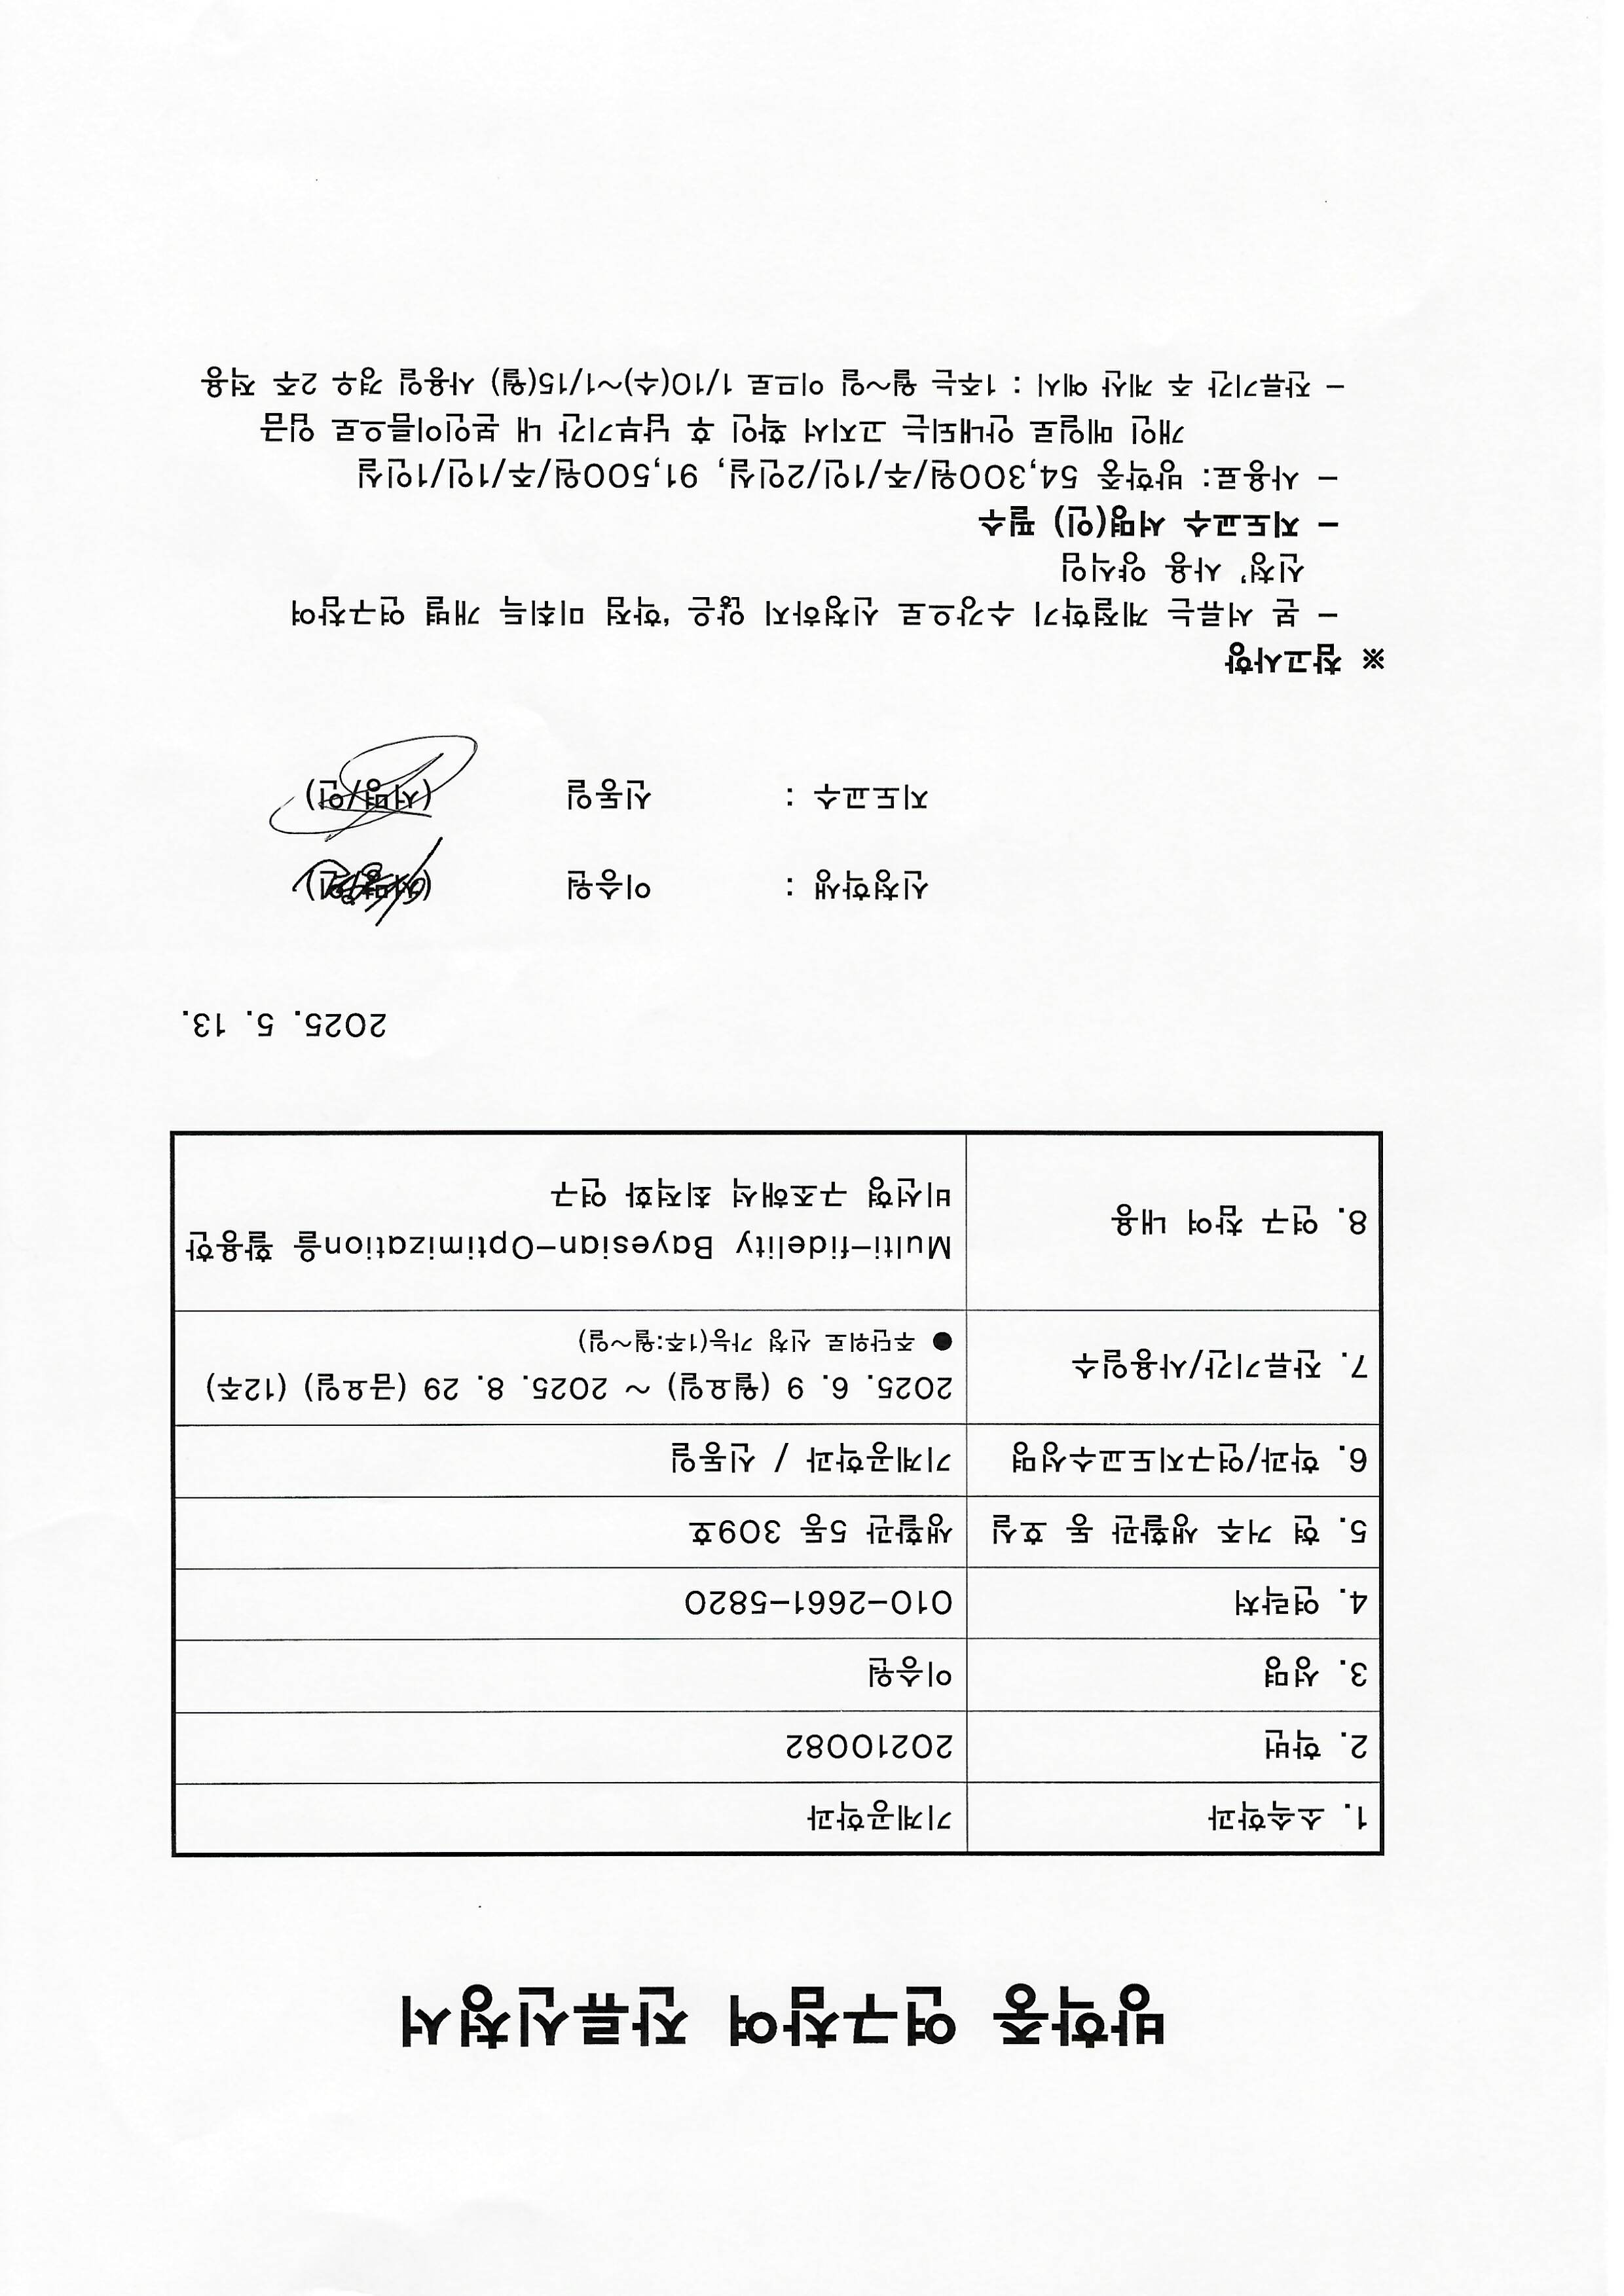 방학중 연구참여 잔류신청서
1. 소속학과 기계공학과
2. 학번 20210082
3. 성명 이승원
4. 연락처 010-2661-5820
5. 현 거주 생활관 동 호실 생활관 5동 309호
6. 학과/연구지도교수성명 기계공학과 / 신동일
7. 잔류기간/사용일수 2025. 6. 9 (월요일) ~ 2025. 8. 29 (금요일) (12주)
● 주단위로 신청 가능(1주:월~일)
8. 연구 참여 내용 Multi-fidelity Bayesian-Optimization을 활용한
비선형 구조해석 최적화 연구
2025. 5. 13.
신청학생 : 이승원 (서명/인)
지도교수 : 신동일 (서명/인)
※ 참고사항
- 본 서류는 계절학기 수강으로 신청하지 않은 '학점 미취득 개별 연구참여
신청' 사용 양식임
- 지도교수 서명(인) 필수
- 사용료: 방학중 54,300원/주/1인/2인실, 91,500원/주/1인/1인실
개인 메일로 안내되는 고지서 확인 후 납부기간 내 본인이름으로 입금
- 잔류기간 주 계산 예시 : 1주는 월~일 이므로 1/10(수)~1/15(월) 사용일 경우 2주 적용